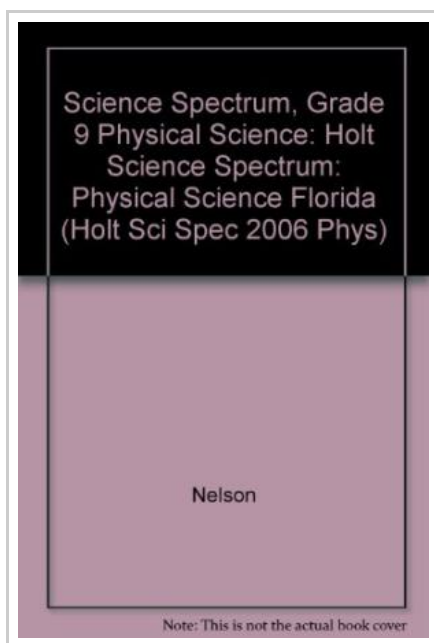 Science Spectrum, Grade
9 Physical Science: Holt
Science Spectrum:
Physical Science Florida
(Holt Sci Spec 2006 Phys)
Nelson
Note: This is not the actual book cover